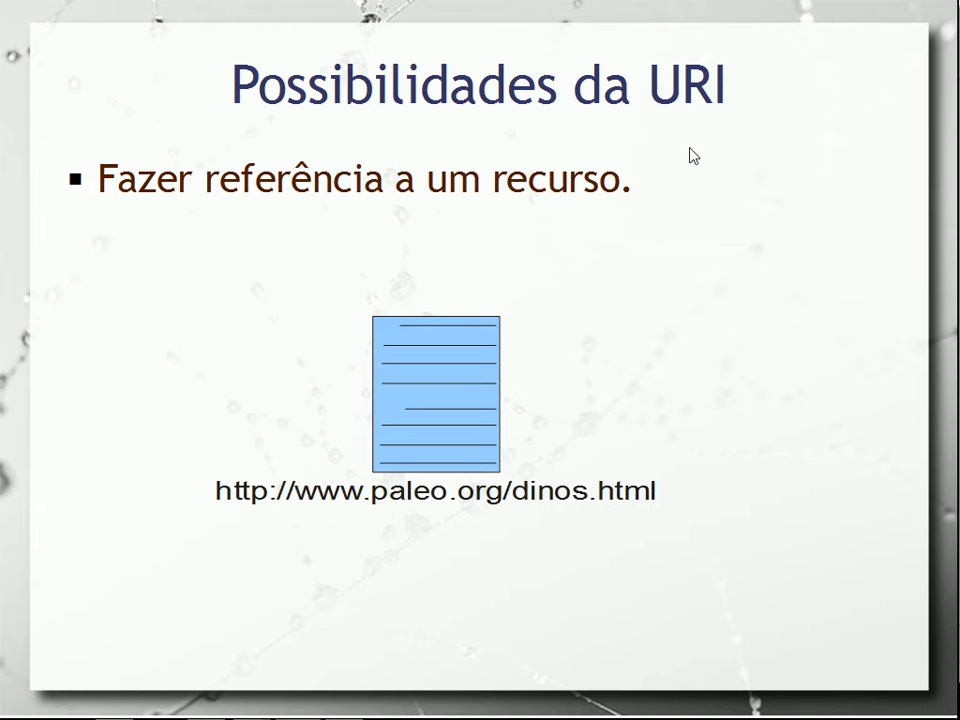 Possibilidades da URI
Fazer referência a um recurso.
http://www.paleo.org/dinos.html